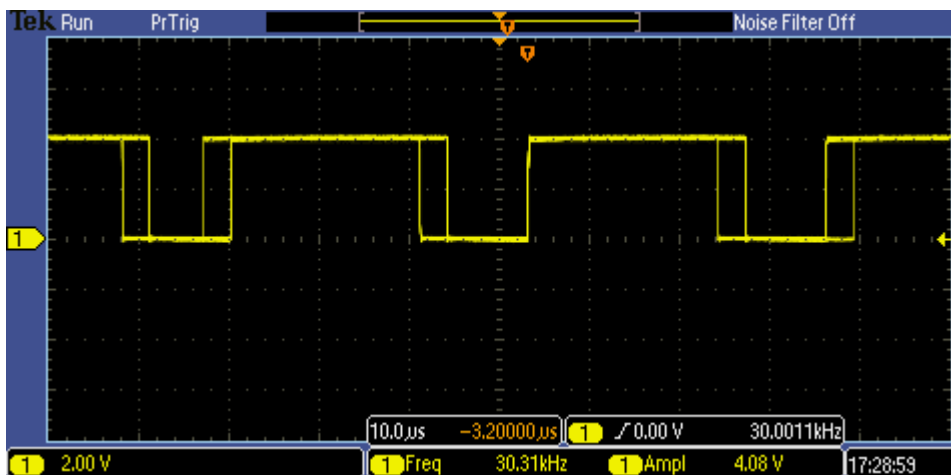 Tek Run PrTrig Noise Filter Off
T
T
1
10.0µs -3.20000µs 1 0.00 V 30.0011kHz
1 2.00 V 1 Freq 30.31kHz 1 Ampl 4.08 V 17:28:59